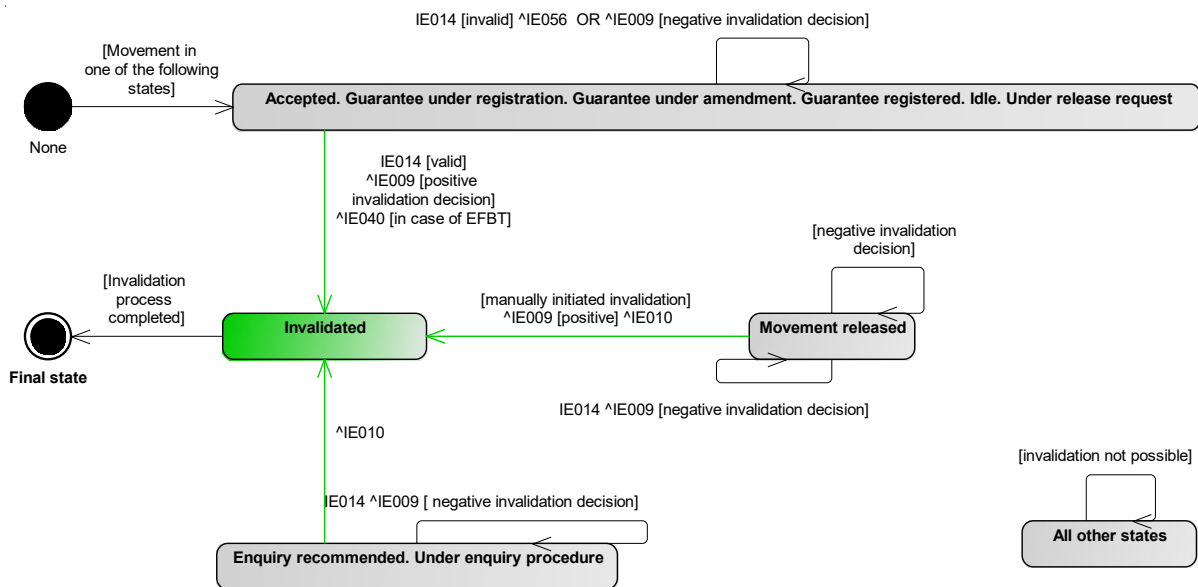 IE014 [invalid] ^IE056 OR ^IE009 [negative invalidation decision]
[Movement in
one of the following
states]
Accepted. Guarantee under registration. Guarantee under amendment. Guarantee registered. Idle. Under release request
None
IE014 [valid]
^IE009 [positive
invalidation decision]
^IE040 [in case of EFBT]
[negative invalidation
decision]
[Invalidation
process
completed]
[manually initiated invalidation]
^IE009 [positive] ^IE010
Invalidated
Movement released
Final state
IE014 ^IE009 [negative invalidation decision]
^IE010
[invalidation not possible]
IE014 ^IE009 [ negative invalidation decision]
All other states
Enquiry recommended. Under enquiry procedure